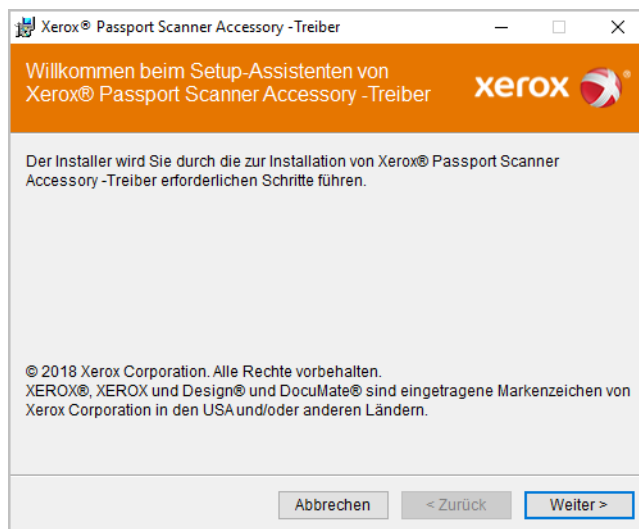 Xerox® Passport Scanner Accessory -Treiber
Willkommen beim Setup-Assistenten von
Xerox® Passport Scanner Accessory -Treiber
xerox
Der Installer wird Sie durch die zur Installation von Xerox® Passport Scanner
Accessory -Treiber erforderlichen Schritte führen.
© 2018 Xerox Corporation. Alle Rechte vorbehalten.
XEROX®, XEROX und Design® und DocuMate® sind eingetragene Markenzeichen von
Xerox Corporation in den USA und/oder anderen Ländern.
Abbrechen < Zurück Weiter >